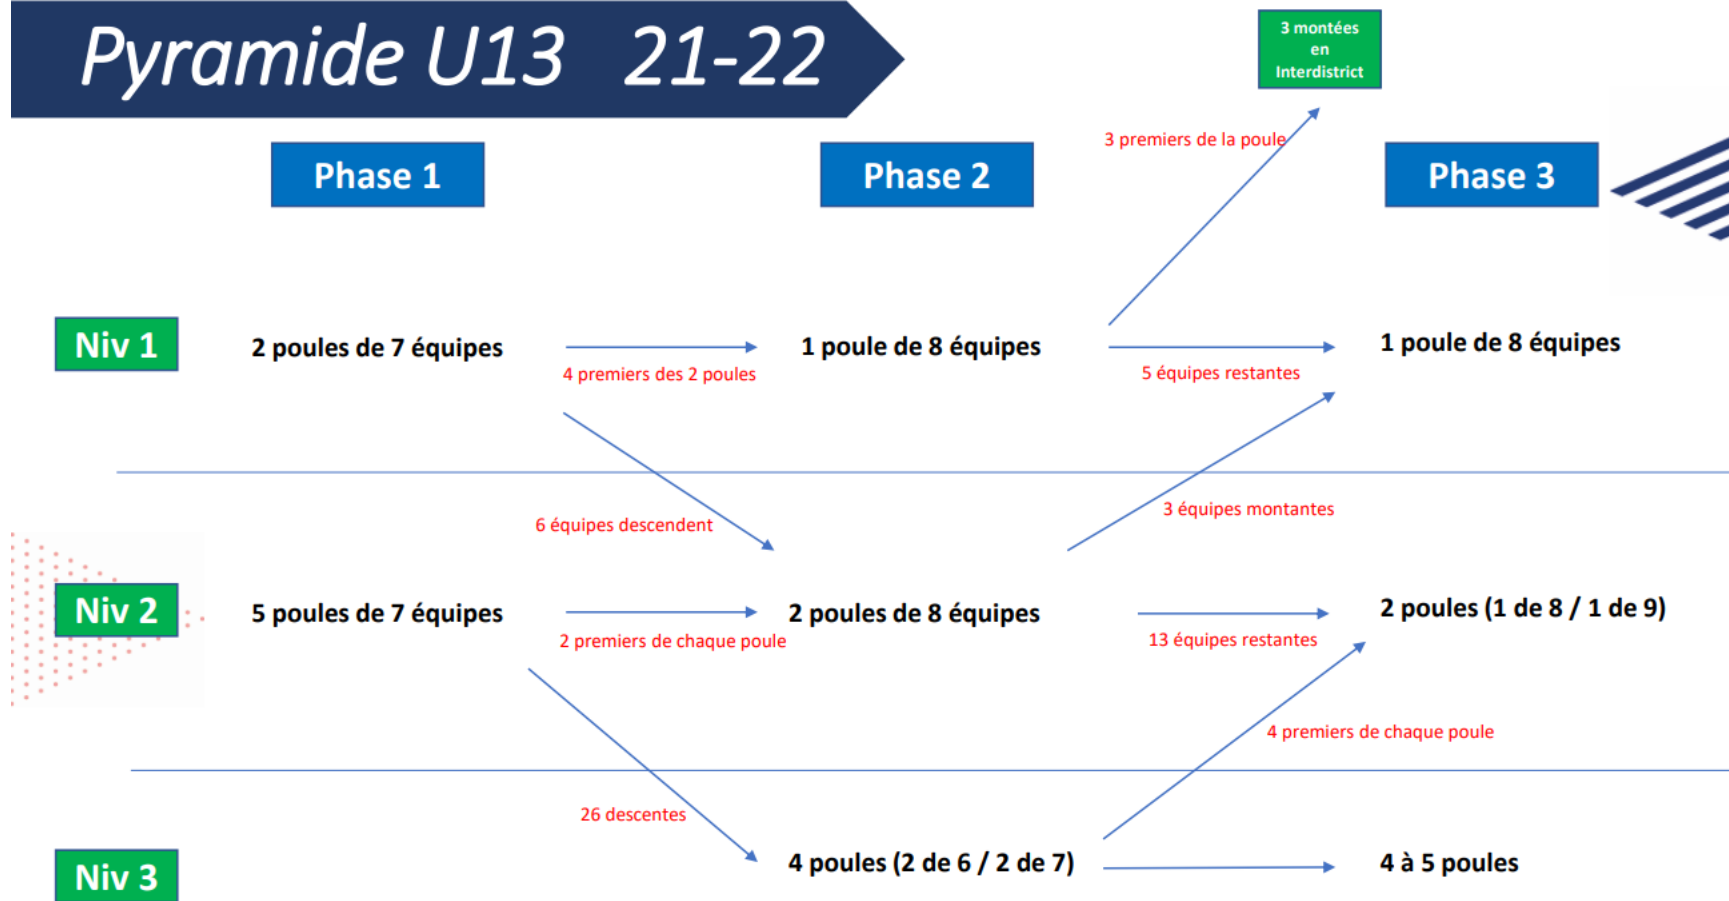 Pyramide U13 21-22
3 montées
en
Interdistrict
3 premiers de la poule
Phase 1
Phase 2
Phase 3
Niv 1
2 poules de 7 équipes
4 premiers des 2 poules
1 poule de 8 équipes
5 équipes restantes
1 poule de 8 équipes
6 équipes descendent
3 équipes montantes
Niv 2
5 poules de 7 équipes
2 premiers de chaque poule
2 poules de 8 équipes
13 équipes restantes
2 poules (1 de 8 / 1 de 9)
4 premiers de chaque poule
26 descentes
Niv 3
4 poules (2 de 6 / 2 de 7)
4 à 5 poules